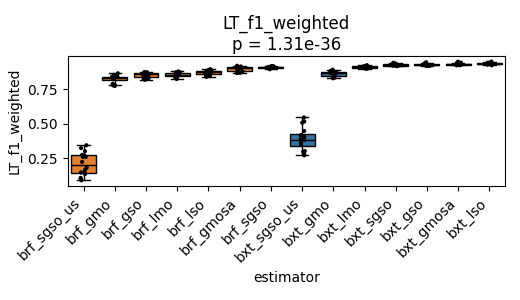 LT_f1_weighted
p = 1.31e-36
LT_f1_weighted
0.75
0.50
0.25
brf_sgso_us
brf_gmo
brf_gso
brf_lmo
brf_lso
brf_gmosa
brf_sgso
bxt_sgso_us
bxt_gmo
bxt_lmo
bxt_sgso
bxt_gso
bxt_gmosa
bxt_lso
estimator